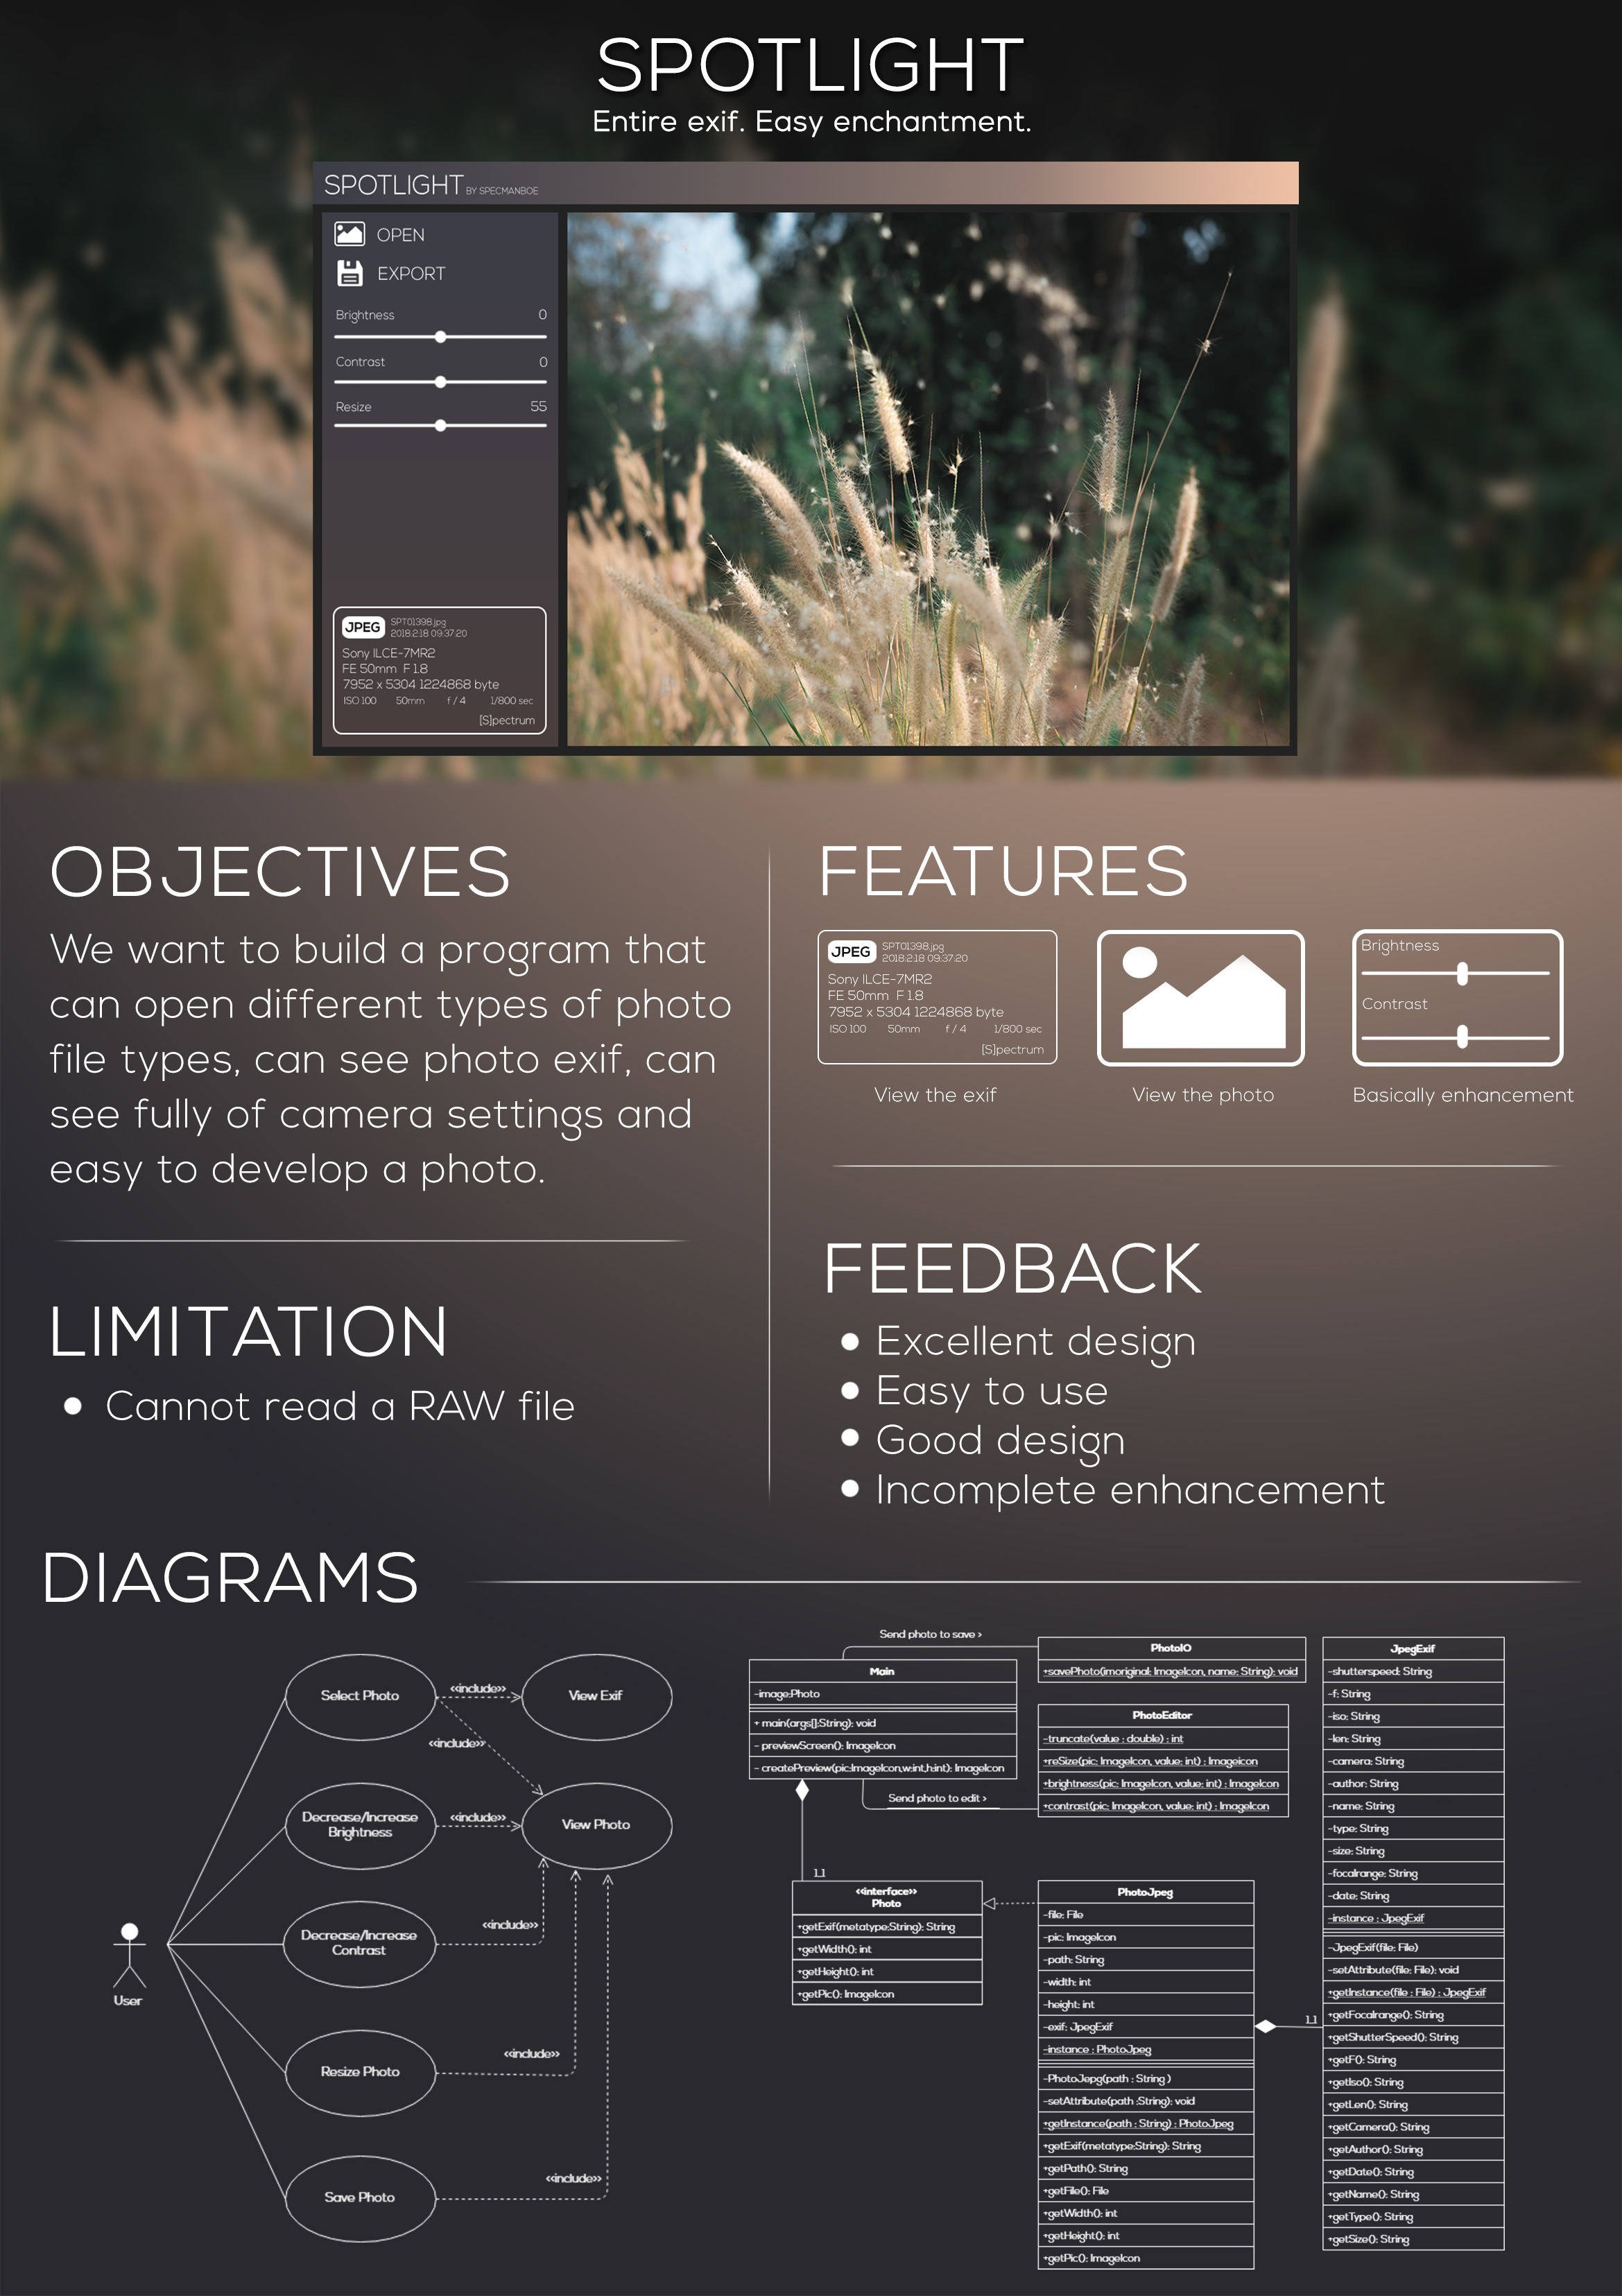 SPOTLIGHT
Entire exif. Easy enchantment.
SPOTLIGHT BY SPECMANBOE
OPEN
EXPORT
Brightness 0
Contrast 0
Resize 55
JPEG
SPT01398.jpg
2018:2:18 09:37:20
Sony ILCE-7MR2
FE 50mm F 1.8
7952 x 5304 1224868 byte
ISO 100 50mm f / 4 1/800 sec
[S]pectrum
OBJECTIVES
We want to build a program that
can open different types of photo
file types, can see photo exif, can
see fully of camera settings and
easy to develop a photo.
LIMITATION
Cannot read a RAW file
FEATURES
JPEG
SPT01398.jpg
2018:2:18 09:37:20
Sony ILCE-7MR2
FE 50mm F 1.8
7952 x 5304 1224868 byte
ISO 100 50mm f / 4 1/800 sec
[S]pectrum
View the exif
View the photo
Brightness
Contrast
Basically enhancement
FEEDBACK
Excellent design
Easy to use
Good design
Incomplete enhancement
DIAGRAMS
User
Select Photo
<<include>>
View Exif
<<include>>
Decrease/Increase
Brightness
<<include>>
View Photo
Decrease/Increase
Contrast
<<include>>
Resize Photo
<<include>>
Save Photo
<<include>>
Send photo to save >
Main
-image:Photo
+ main(args[]:String): void
- previewScreen(): ImageIcon
- createPreview(pic:ImageIcon,w:int,h:int): ImageIcon
Send photo to edit >
1..1
<<interface>>
Photo
+getExif(metatype:String): String
+getWidth(): int
+getHeight(): int
+getPic(): ImageIcon
PhotoIO
+savePhoto(imoriginal: ImageIcon, name: String): void
PhotoEditor
-truncate(value : double) : int
+reSize(pic: ImageIcon, value: int) : Imageicon
+brightness(pic: ImageIcon, value: int) : ImageIcon
+contrast(pic: ImageIcon, value: int) : ImageIcon
PhotoJpeg
-file: File
-pic: ImageIcon
-path: String
-width: int
-height: int
-exif: JpegExif
-instance : PhotoJpeg
-PhotoJepg(path : String )
-setAttribute(path :String): void
+getInstance(path : String) : PhotoJpeg
+getExif(metatype:String): String
+getPath(): String
+getFile(): File
+getWidth(): int
+getHeight(): int
+getPic(): ImageIcon
1..1
JpegExif
-shutterspeed: String
-f: String
-iso: String
-len: String
-camera: String
-author: String
-name: String
-type: String
-size: String
-focalrange: String
-date: String
-instance : JpegExif
-JpegExif(file: File)
-setAttribute(file: File): void
+getInstance(file : File) : JpegExif
+getFocalrange(): String
+getShutterSpeed(): String
+getF(): String
+getIso(): String
+getLen(): String
+getCamera(): String
+getAuthor(): String
+getDate(): String
+getName(): String
+getType(): String
+getSize(): String